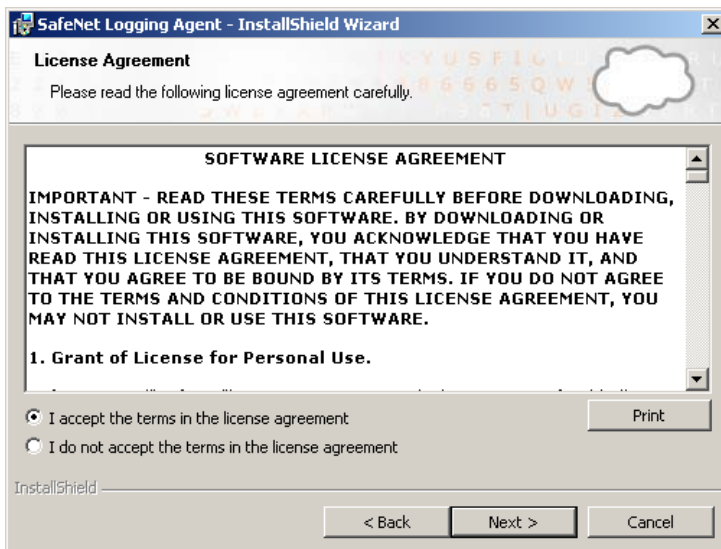 SafeNet Logging Agent - InstallShield Wizard
License Agreement
Please read the following license agreement carefully.
SOFTWARE LICENSE AGREEMENT
IMPORTANT - READ THESE TERMS CAREFULLY BEFORE DOWNLOADING,
INSTALLING OR USING THIS SOFTWARE. BY DOWNLOADING OR
INSTALLING THIS SOFTWARE, YOU ACKNOWLEDGE THAT YOU HAVE
READ THIS LICENSE AGREEMENT, THAT YOU UNDERSTAND IT, AND
THAT YOU AGREE TO BE BOUND BY ITS TERMS. IF YOU DO NOT AGREE
TO THE TERMS AND CONDITIONS OF THIS LICENSE AGREEMENT, YOU
MAY NOT INSTALL OR USE THIS SOFTWARE.
1. Grant of License for Personal Use.
I accept the terms in the license agreement
Print
I do not accept the terms in the license agreement
InstallShield
< Back
Next >
Cancel